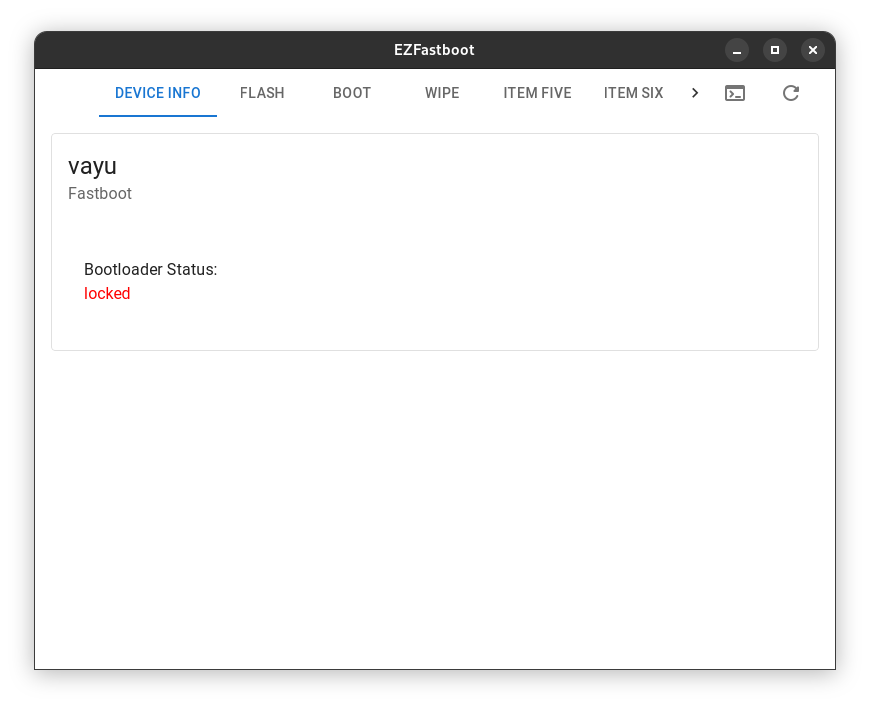 EZFastboot
DEVICE INFO FLASH BOOT WIPE ITEM FIVE ITEM SIX
vayu
Fastboot
Bootloader Status:
locked